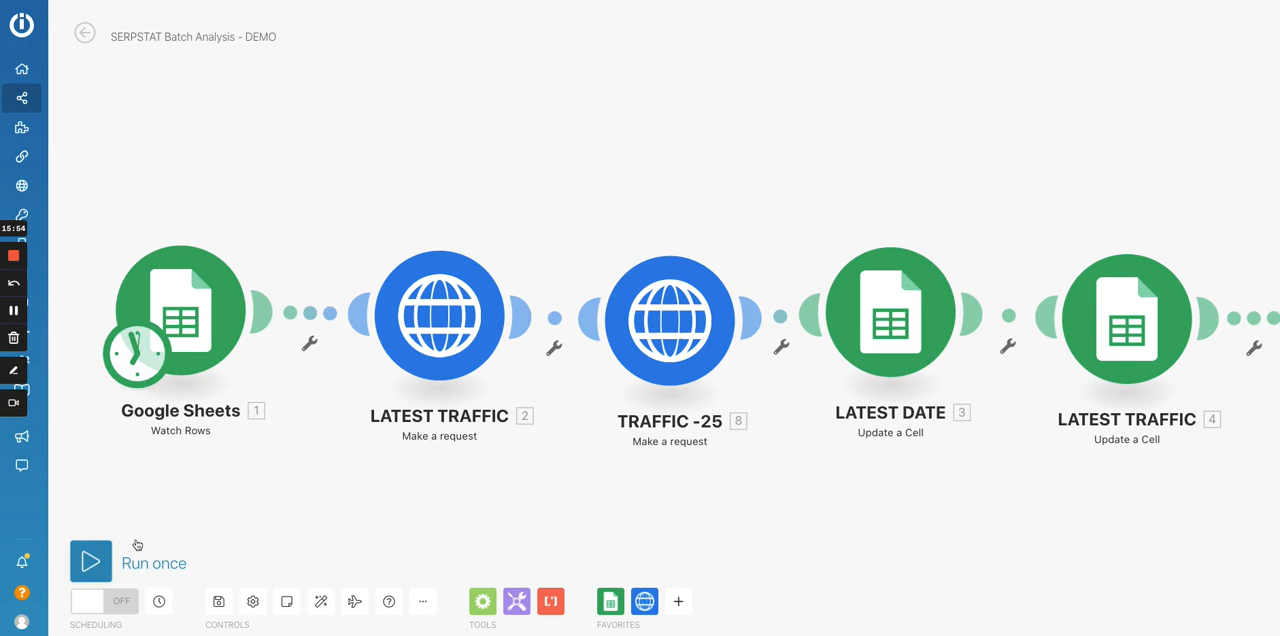 SERPSTAT Batch Analysis - DEMO
15:54
Google Sheets 1
Watch Rows
LATEST TRAFFIC 2
Make a request
TRAFFIC -25 8
Make a request
LATEST DATE 3
Update a Cell
LATEST TRAFFIC 4
Update a Cell
Run once
OFF
SCHEDULING
CONTROLS
TOOLS
FAVORITES